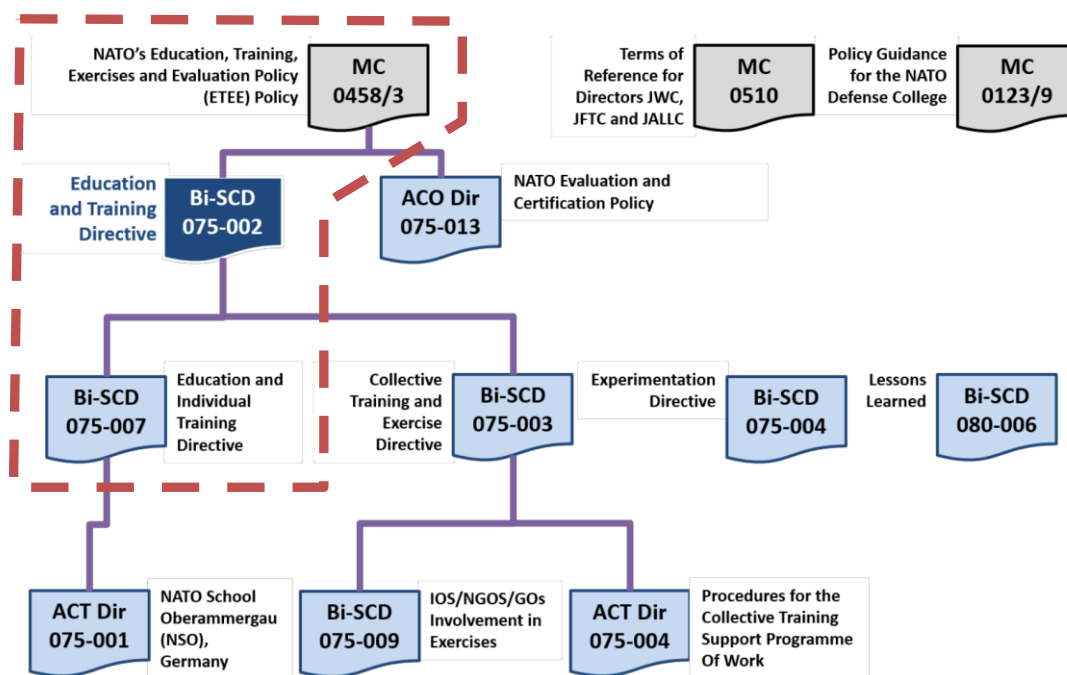 NATO's Education, Training,
Exercises and Evaluation Policy
(ETEE) Policy
MC
0458/3
Terms of
Reference for
Directors JWC,
JFTC and JALLC
MC
0510
Policy Guidance
for the NATO
Defense College
MC
0123/9
Education
and Training
Directive
Bi-SCD
075-002
ACO Dir
075-013
NATO Evaluation and
Certification Policy
Bi-SCD
075-007
Education and
Individual
Training
Directive
Collective
Training and
Exercise
Directive
Bi-SCD
075-003
Experimentation
Directive
Bi-SCD
075-004
Lessons
Learned
Bi-SCD
080-006
ACT Dir
075-001
NATO School
Oberammergau
(NSO),
Germany
Bi-SCD
075-009
IOS/NGOS/GOs
Involvement in
Exercises
ACT Dir
075-004
Procedures for the
Collective Training
Support Programme
Of Work